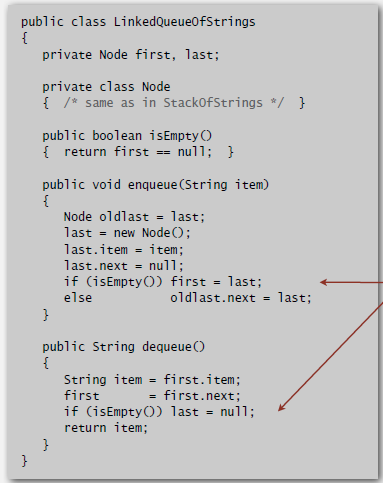 public class LinkedQueueOfStrings
{
private Node first, last;
private class Node
{ /* same as in StackOfStrings */ }
public boolean isEmpty()
{ return first == null; }
public void enqueue(String item)
{
Node oldlast = last;
last = new Node();
last.item = item;
last.next = null;
if (isEmpty()) first = last;
else oldlast.next = last;
}
public String dequeue()
{
String item = first.item;
first = first.next;
if (isEmpty()) last = null;
return item;
}
}